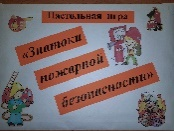 Настольная игра
«Знатоки
пожарной
безопасности»